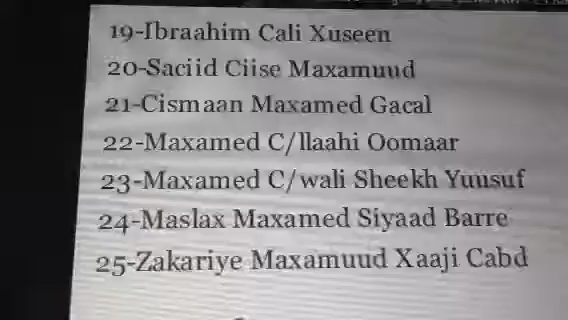 19-Ibraahim Cali Xuseen
20-Saciid Ciise Maxamuud
21-Cismaan Maxamed Gacal
22-Maxamed C/llaahi Oomaar
23-Maxamed C/wali Sheekh Yuusuf
24-Maslax Maxamed Siyaad Barre
25-Zakariye Maxamuud Xaaji Cabd